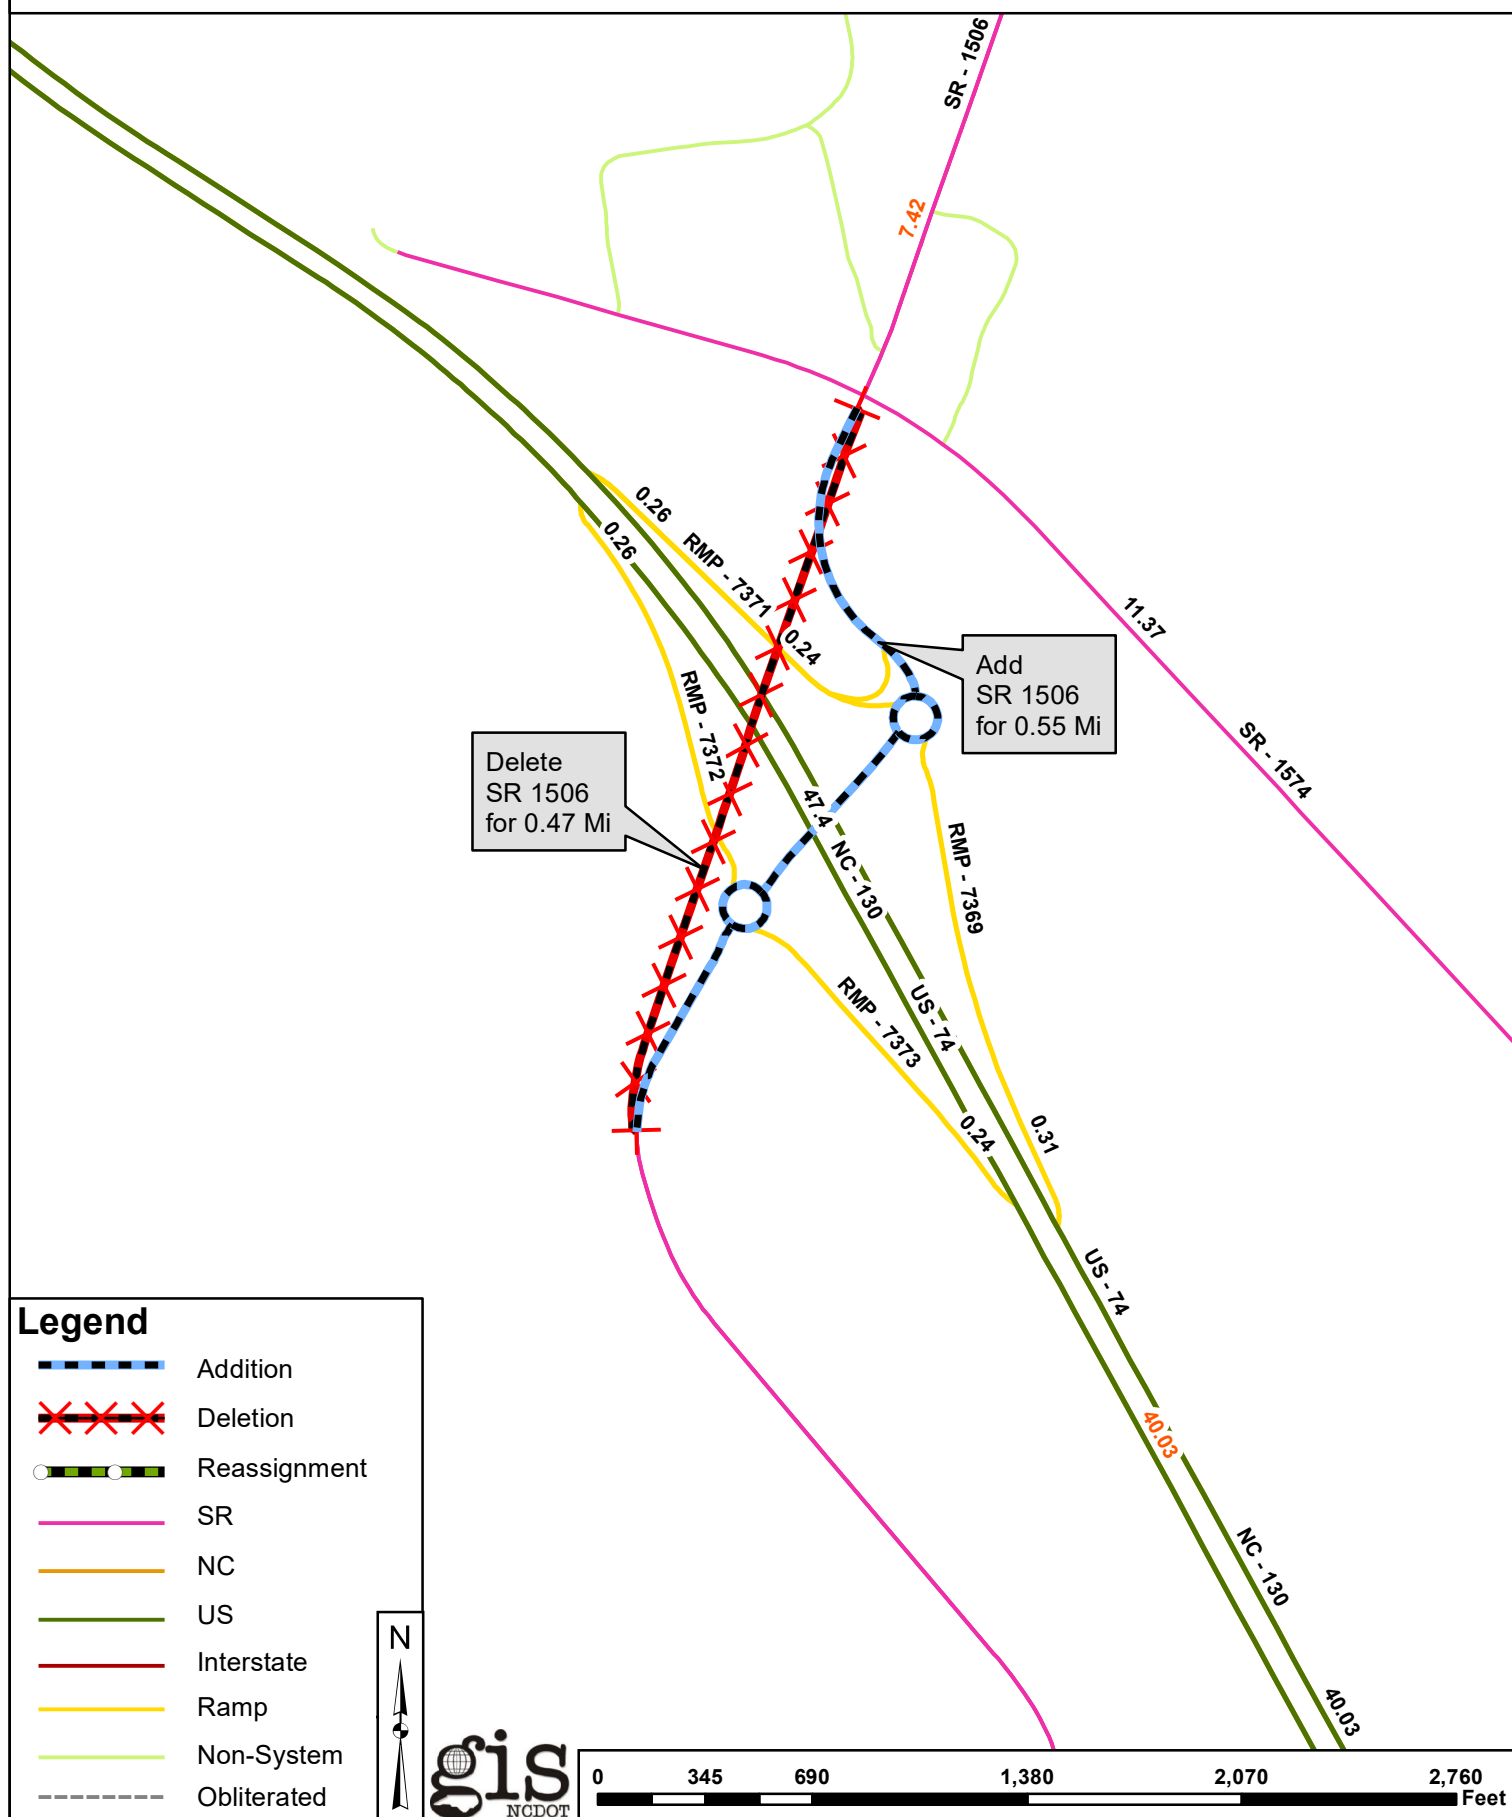 SR - 1506
7.42
0.26
0.26
RMP - 7371
0.24
11.37
Add
SR 1506
for 0.55 Mi
RMP - 7372
SR - 1574
Delete
SR 1506
for 0.47 Mi
47.4
NC - 130
RMP - 7369
RMP - 7373
US - 74
0.24
0.31
US - 74
40.03
NC - 130
40.03
Legend
Addition
Deletion
Reassignment
SR
NC
US
Interstate
Ramp
Non-System
Obliterated
N
gis
NCDOT
0 345 690 1,380 2,070 2,760
Feet